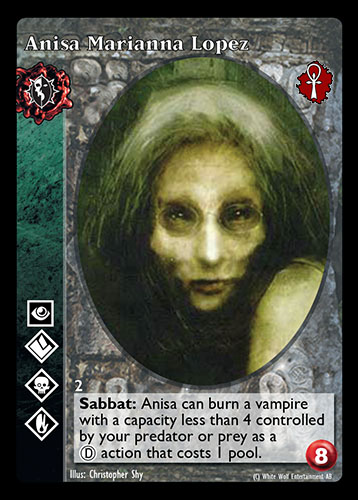 Anisa Marianna Lopez
2
Sabbat: Anisa can burn a vampire
with a capacity less than 4 controlled
by your predator or prey as a
Ⓓ action that costs 1 pool.
8
Illus: Christopher Shy
(C) White Wolf Entertainment AB